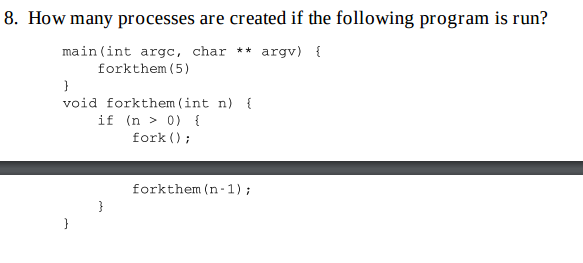 8. How many processes are created if the following program is run?
main(int argc, char ** argv) {
forkthem(5)
}
void forkthem(int n) {
if (n > 0) {
fork();
forkthem(n-1);
}
}